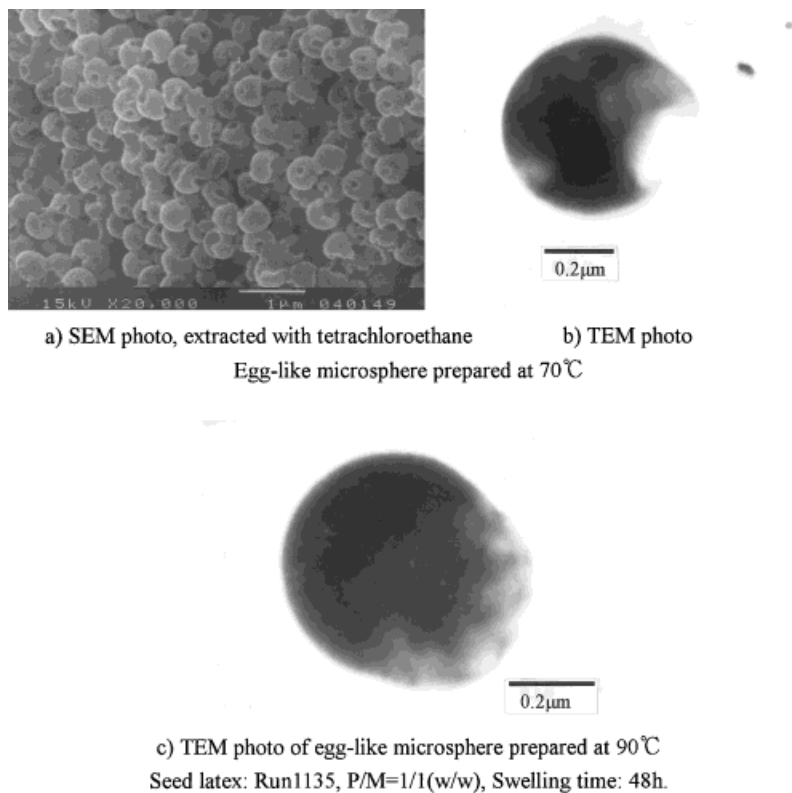 15kV X20,000 1μm 040149
0.2μm
a) SEM photo, extracted with tetrachloroethane
b) TEM photo
Egg-like microsphere prepared at 70℃
0.2μm
c) TEM photo of egg-like microsphere prepared at 90℃
Seed latex: Run1135, P/M=1/1(w/w), Swelling time: 48h.